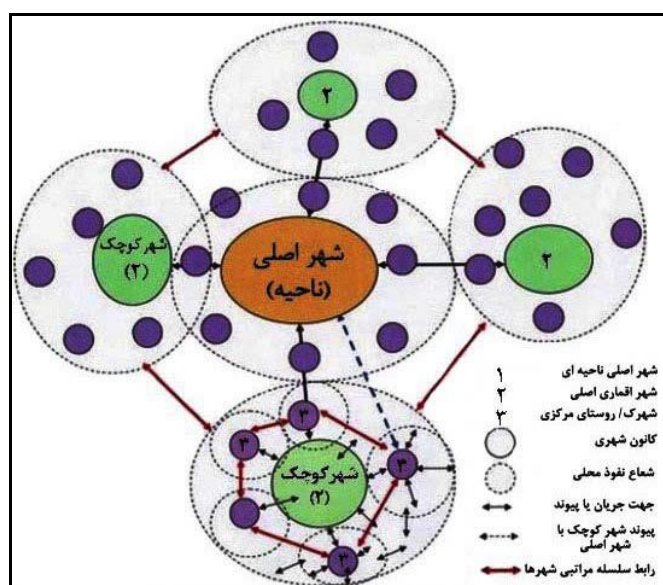 ۲
شهر کوچک
(۲)
شهر اصلی
(ناحیه)
۲
۳
۳
۳
۳
شهر کوچک
(۲)
۱ شهر اصلی ناحیه ای
۲ شهر اقماری اصلی
۳ شهرک/ روستای مرکزی
کانون شهری
شعاع نفوذ محلی
جهت جریان یا پیوند
پیوند شهر کوچک با
شهر اصلی
رابط سلسله مراتبی شهرها